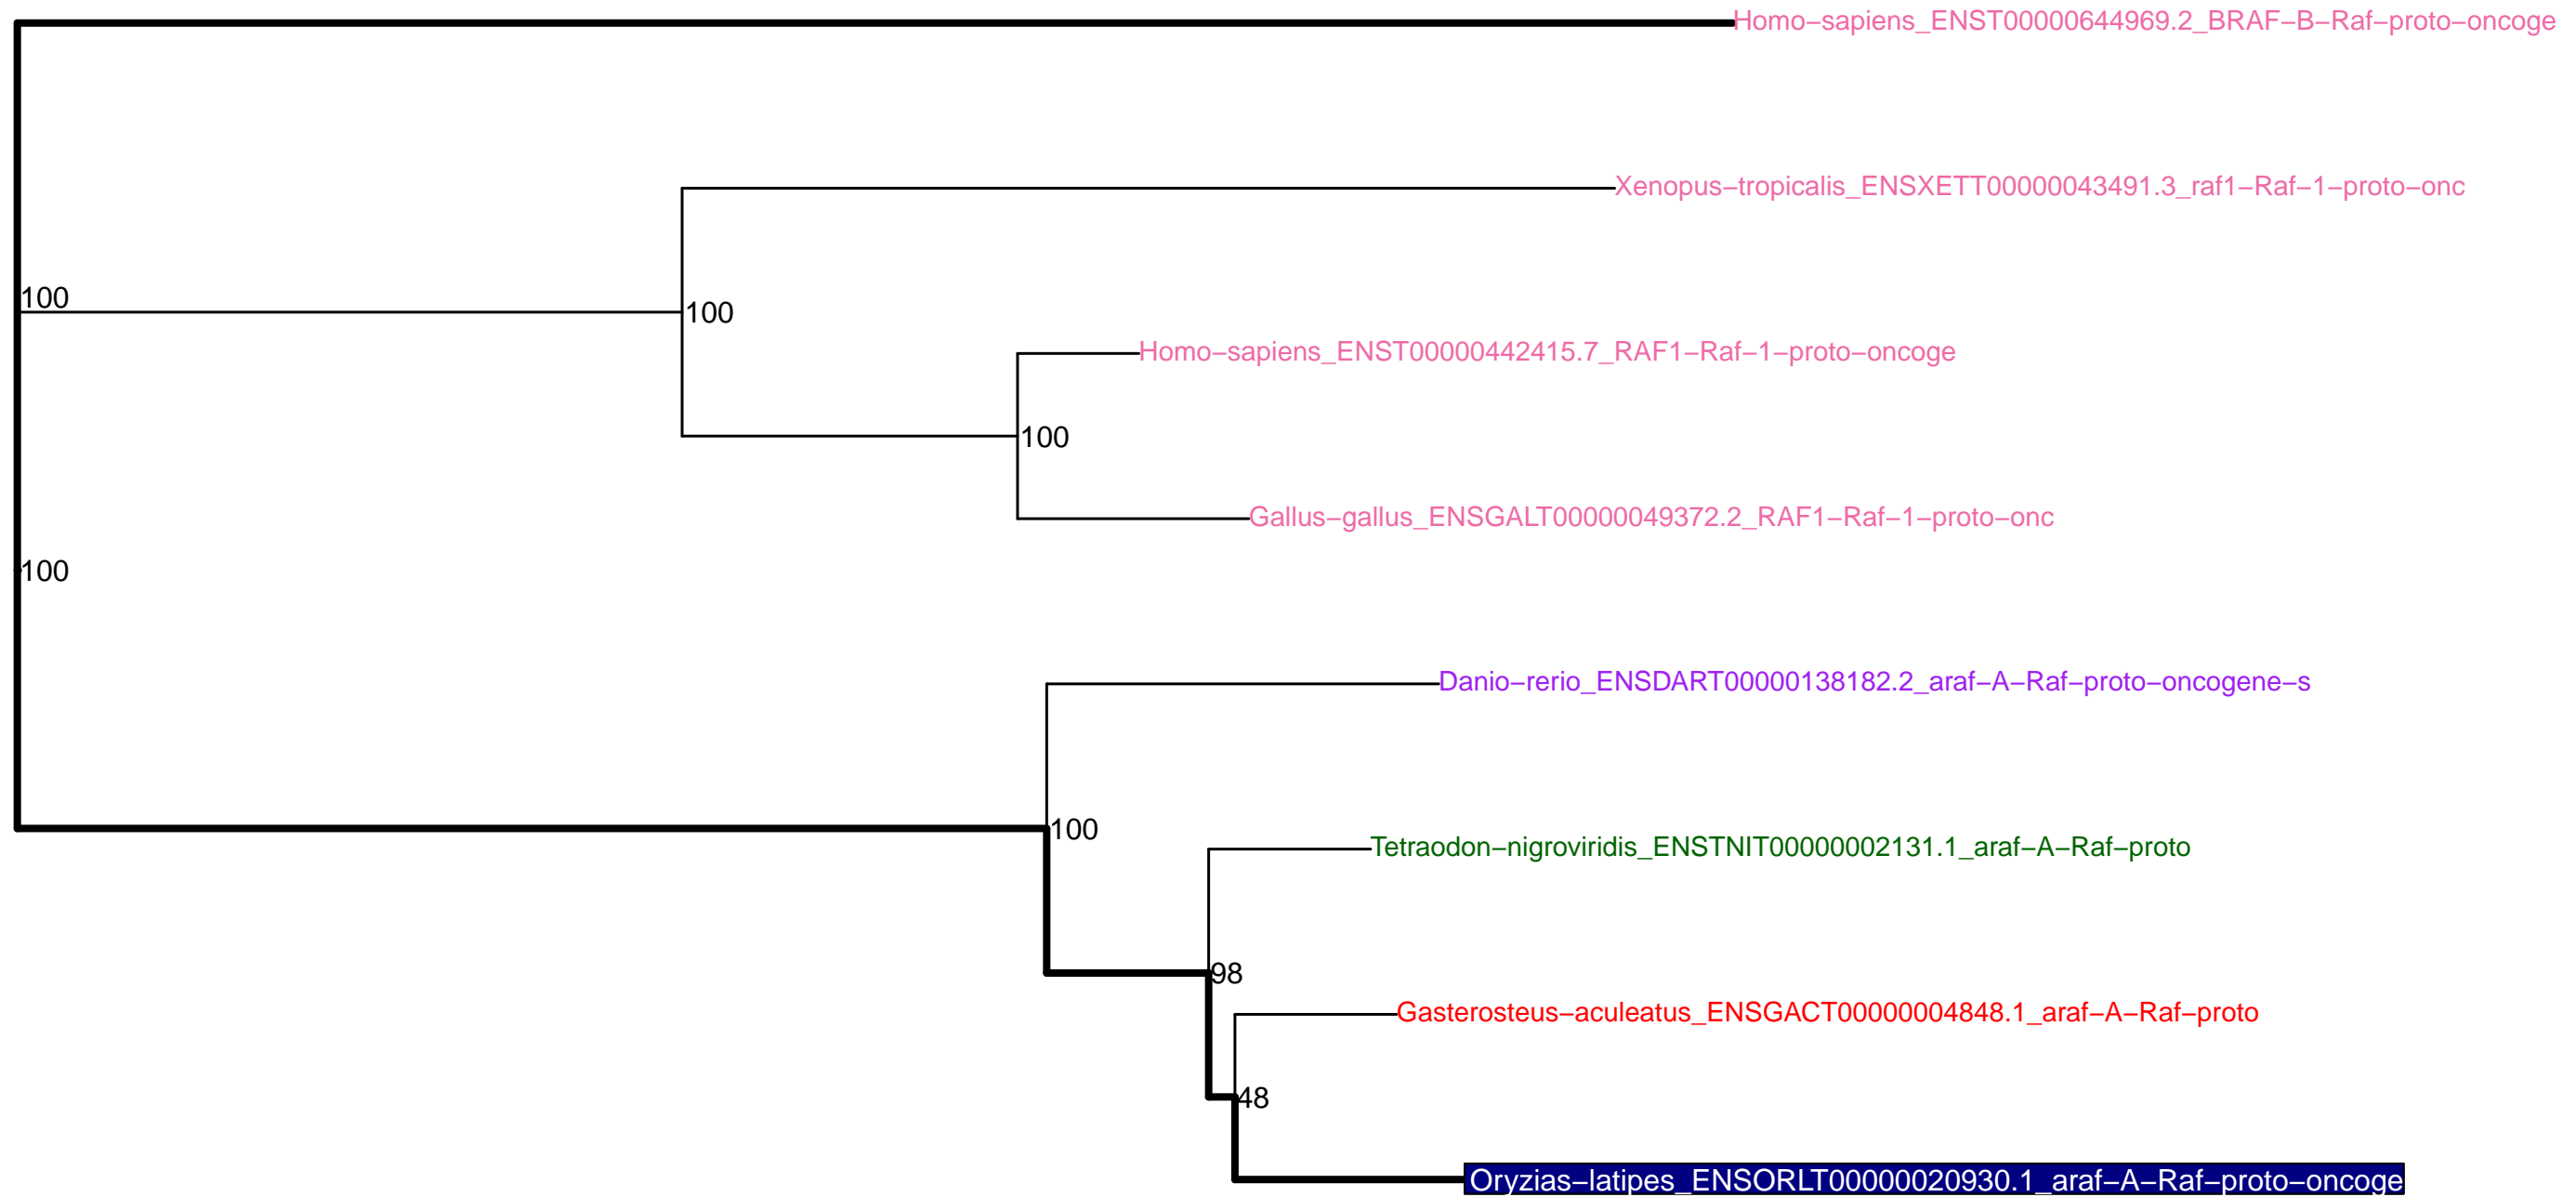 Homo−sapiens_ENST00000644969.2_BRAF−B−Raf−proto−oncoge
Xenopus−tropicalis_ENSXETT00000043491.3_raf1−Raf−1−proto−onc
100
100
Homo−sapiens_ENST00000442415.7_RAF1−Raf−1−proto−oncoge
100
Gallus−gallus_ENSGALT00000049372.2_RAF1−Raf−1−proto−onc
100
Danio−rerio_ENSDART00000138182.2_araf−A−Raf−proto−oncogene−s
100
Tetraodon−nigroviridis_ENSTNIT00000002131.1_araf−A−Raf−proto
98
Gasterosteus−aculeatus_ENSGACT00000004848.1_araf−A−Raf−proto
48
Oryzias−latipes_ENSORLT00000020930.1_araf−A−Raf−proto−oncoge